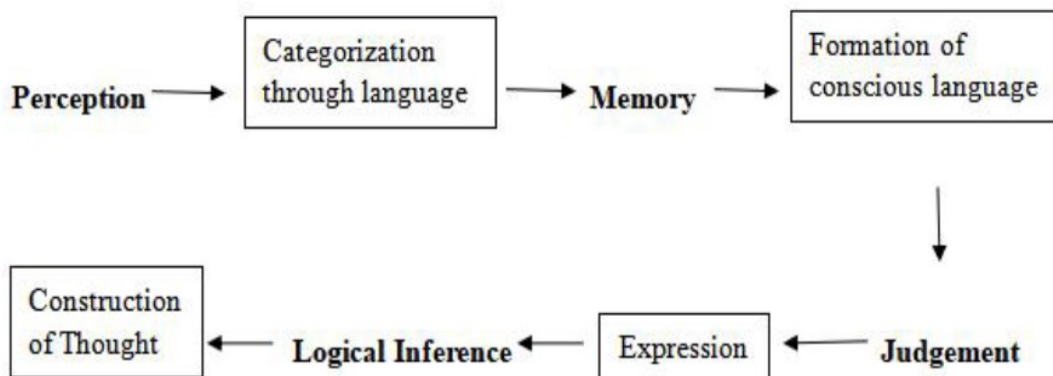 Perception
Categorization
through language
Memory
Formation of
conscious language
Judgement
Expression
Logical Inference
Construction
of Thought